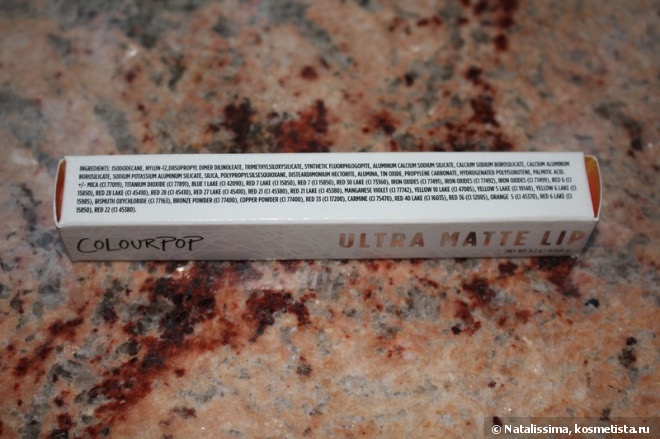 INGREDIENTS: ISODODECANE, NYLON-12, DIISOPROPYL DIMER DILINOLEATE, TRIMETHYLSILOXYSILICATE, SYNTHETIC FLUORPHLOGOPITE, ALUMINUM CALCIUM SODIUM SILICATE, CALCIUM SODIUM BOROSILICATE, CALCIUM ALUMINUM
BOROSILICATE, SODIUM POTASSIUM ALUMINUM SILICATE, SILICA, POLYPROPYLSILSESQUIOXANE, DISTEARDIMONIUM HECTORITE, ALUMINA, TIN OXIDE, PROPYLENE CARBONATE, HYDROGENATED POLYISOBUTENE, PALMITIC ACID.
+/- MICA (CI 77019), TITANIUM DIOXIDE (CI 77891), BLUE 1 LAKE (CI 42090), RED 7 LAKE (CI 15850), RED 7 (CI 15850), RED 30 LAKE (CI 73360), IRON OXIDES (CI 77491), IRON OXIDES (CI 77492), IRON OXIDES (CI 77499), RED 6 (CI
15850), RED 28 LAKE (CI 45410), RED 28 (CI 45410), RED 27 LAKE (CI 45410), RED 21 (CI 45380), RED 21 LAKE (CI 45380), MANGANESE VIOLET (CI 77742), YELLOW 10 LAKE (CI 47005), YELLOW 5 LAKE (CI 19140), YELLOW 6 LAKE (CI
15985), BISMUTH OXYCHLORIDE (CI 77163), BRONZE POWDER (CI 77400), COPPER POWDER (CI 77400), RED 33 (CI 17200), CARMINE (CI 75470), RED 40 LAKE (CI 16035), RED 36 (CI 12085), ORANGE 5 (CI 45370), RED 6 LAKE (CI
15850), RED 22 (CI 45380).
COLOURPOP
ULTRA MATTE LIP
NET WT.
© Natalissima, kosmetista.ru